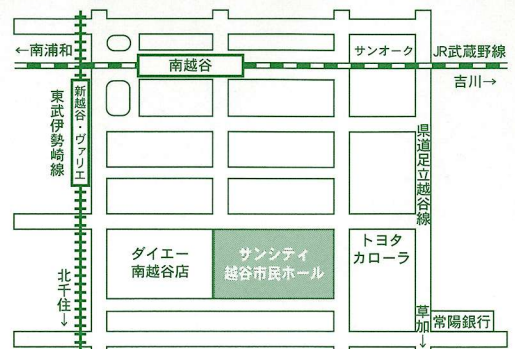 ←南浦和
サンオーク
JR武蔵野線
南越谷
吉川→
新越谷・ヴァリエ
東武伊勢崎線
県道足立越谷線
ダイエー
南越谷店
サンシティ
越谷市民ホール
トヨタ
カローラ
北千住→
草加→
常陽銀行